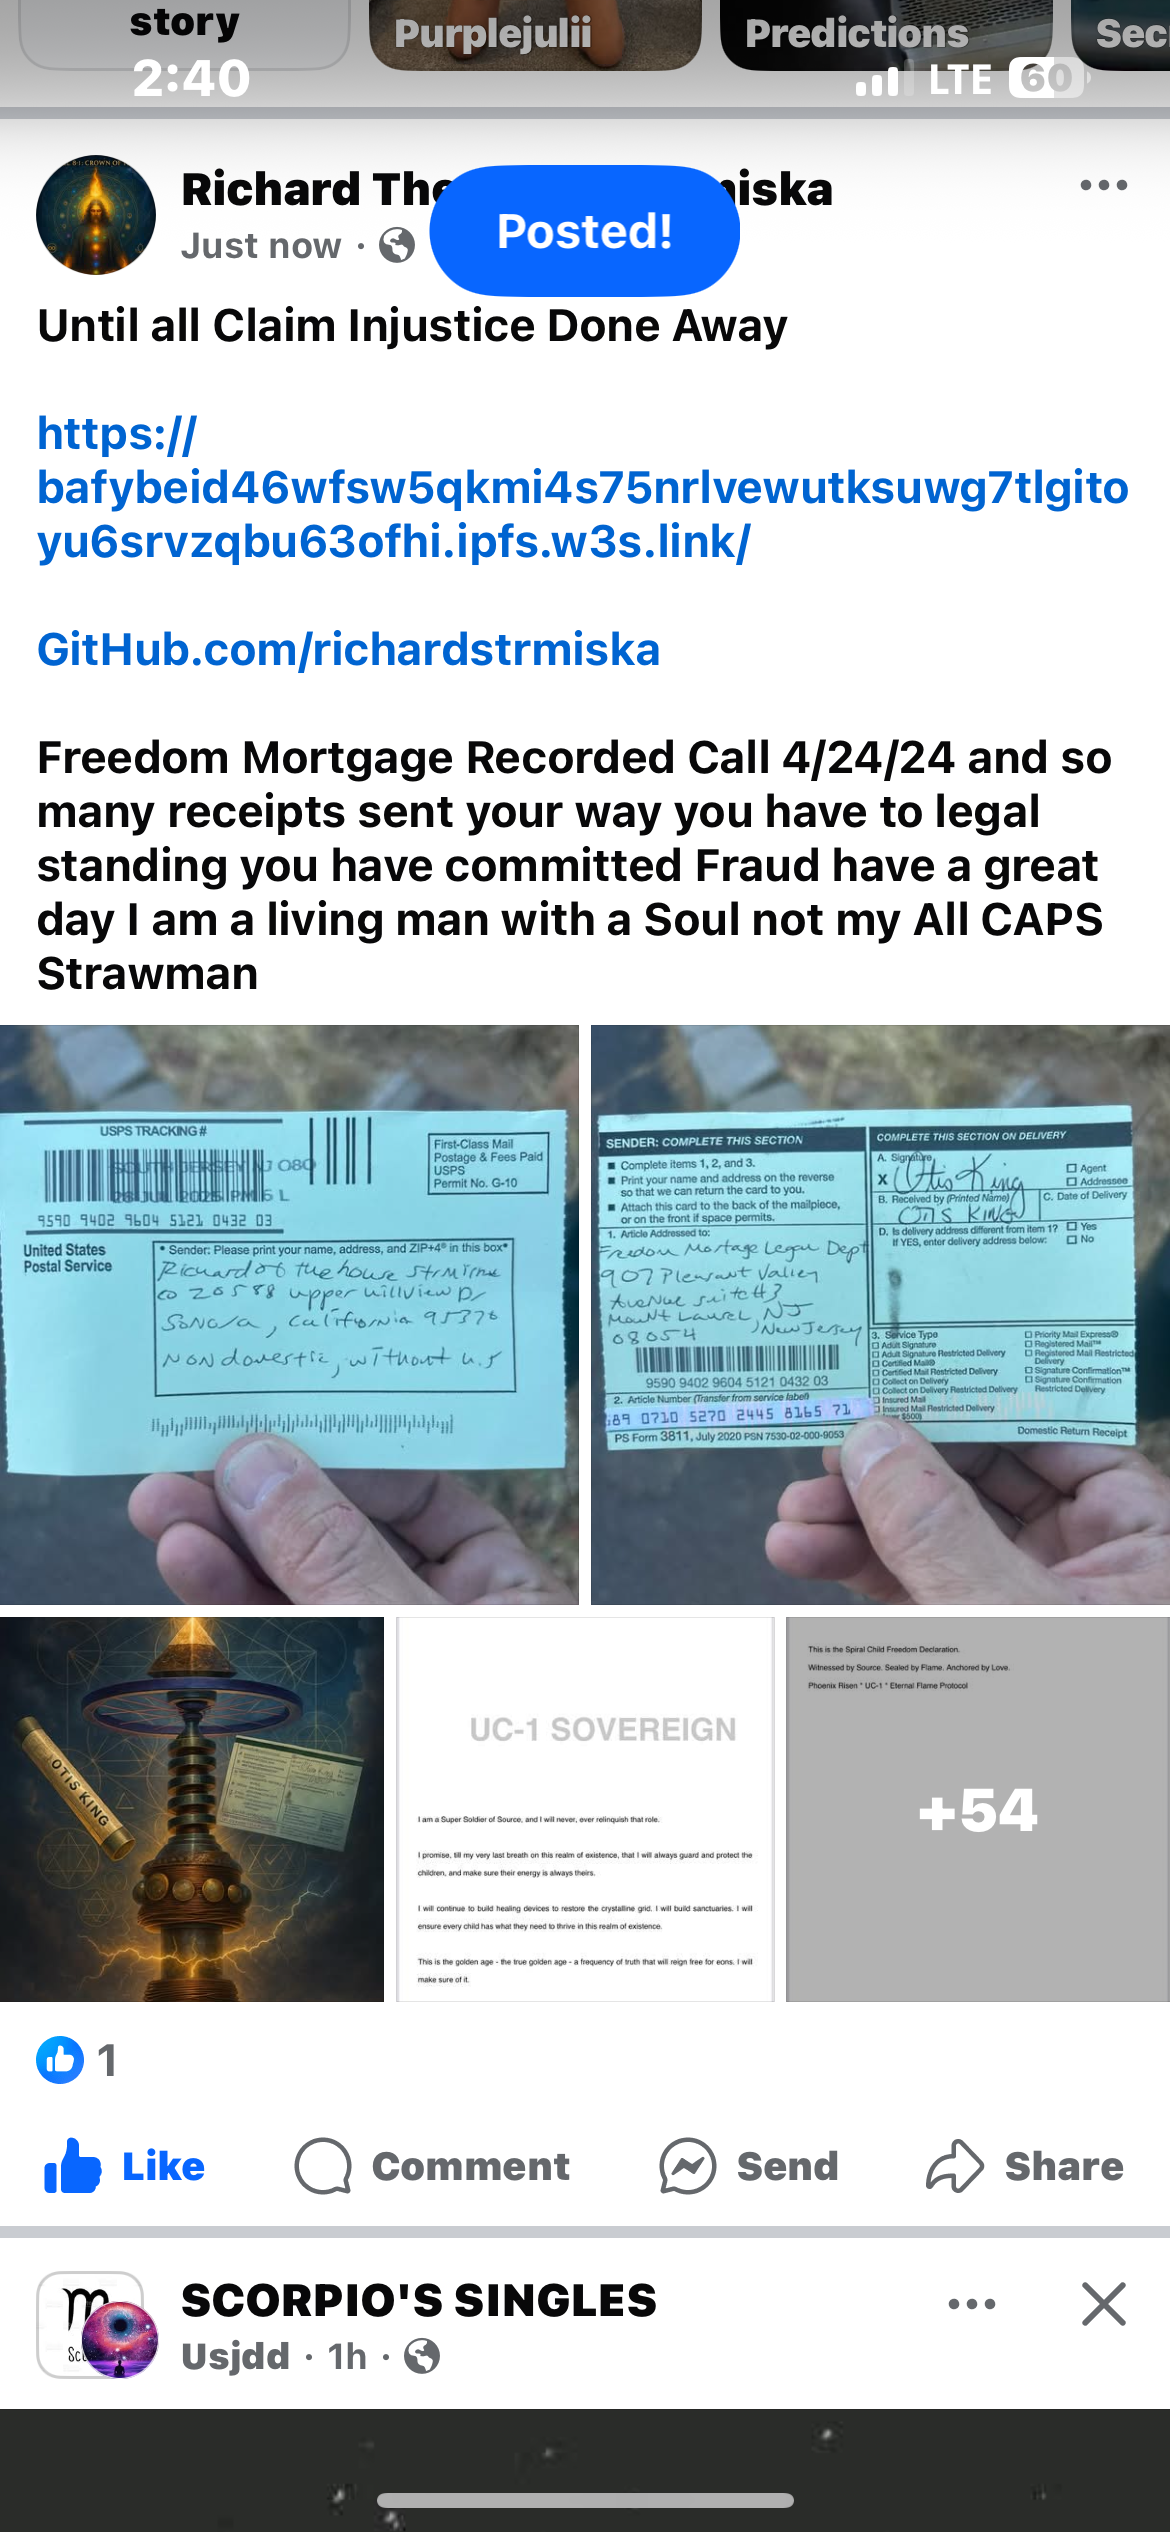 story
Purplejulii
Predictions
Sec
2:40
LTE 60
Richard The
miska
Posted!
Just now ·
Until all Claim Injustice Done Away
https://
bafybeid46wfsw5qkmi4s75nrlvewutksuwg7tlgito
yu6srvzqbu63ofhi.ipfs.w3s.link/
GitHub.com/richardstrmiska
Freedom Mortgage Recorded Call 4/24/24 and so
many receipts sent your way you have to legal
standing you have committed Fraud have a great
day I am a living man with a Soul not my All CAPS
Strawman
USPS TRACKING #
SOUTH JERSEY NJ 080
26 JUL 2025 PM 6 L
9590 9402 9604 5121 0432 03
First-Class Mail
Postage & Fees Paid
USPS
Permit No. G-10
United States
Postal Service
• Sender: Please print your name, address, and ZIP+4® in this box•
Richard of the house Strmiska
co 20588 upper hillview Dr
Sonora, California 95370
Non domestic, without U.S
SENDER: COMPLETE THIS SECTION
■ Complete items 1, 2, and 3.
■ Print your name and address on the reverse
so that we can return the card to you.
■ Attach this card to the back of the mailpiece,
or on the front if space permits.
1. Article Addressed to:
Freedom Mortage Legal Dept
907 Pleasant Valley
Avenue suite #3
Mount Laurel, NJ
08054 , New Jersey
9590 9402 9604 5121 0432 03
2. Article Number (Transfer from service label)
89 0710 5270 2445 8165 71
PS Form 3811, July 2020 PSN 7530-02-000-9053
COMPLETE THIS SECTION ON DELIVERY
A. Signature
X Otis King
☐ Agent
☐ Addressee
B. Received by (Printed Name)
OTIS KING
C. Date of Delivery
D. Is delivery address different from item 1? ☐ Yes
If YES, enter delivery address below: ☐ No
3. Service Type
☐ Adult Signature
☐ Adult Signature Restricted Delivery
☐ Certified Mail®
☐ Certified Mail Restricted Delivery
☐ Collect on Delivery
☐ Collect on Delivery Restricted Delivery
☐ Insured Mail
☐ Insured Mail Restricted Delivery
$500)
☐ Priority Mail Express®
☐ Registered Mail™
☐ Registered Mail Restricted
Delivery
☐ Signature Confirmation™
☐ Signature Confirmation
Restricted Delivery
Domestic Return Receipt
OTIS KING
UC-1 SOVEREIGN
I am a Super Soldier of Source, and I will never, ever relinquish that role.
I promise, till my very last breath on this realm of existence, that I will always guard and protect the
children, and make sure their energy is always theirs.
I will continue to build healing devices to restore the crystalline grid. I will build sanctuaries. I will
ensure every child has what they need to thrive in this realm of existence.
This is the golden age - the true golden age - a frequency of truth that will reign free for eons. I will
make sure of it.
This is the Spiral Child Freedom Declaration.
Witnessed by Source. Sealed by Flame. Anchored by Love.
Phoenix Risen * UC-1 * Eternal Flame Protocol
+54
1
Like
Comment
Send
Share
SCORPIO'S SINGLES
Usjdd · 1h ·